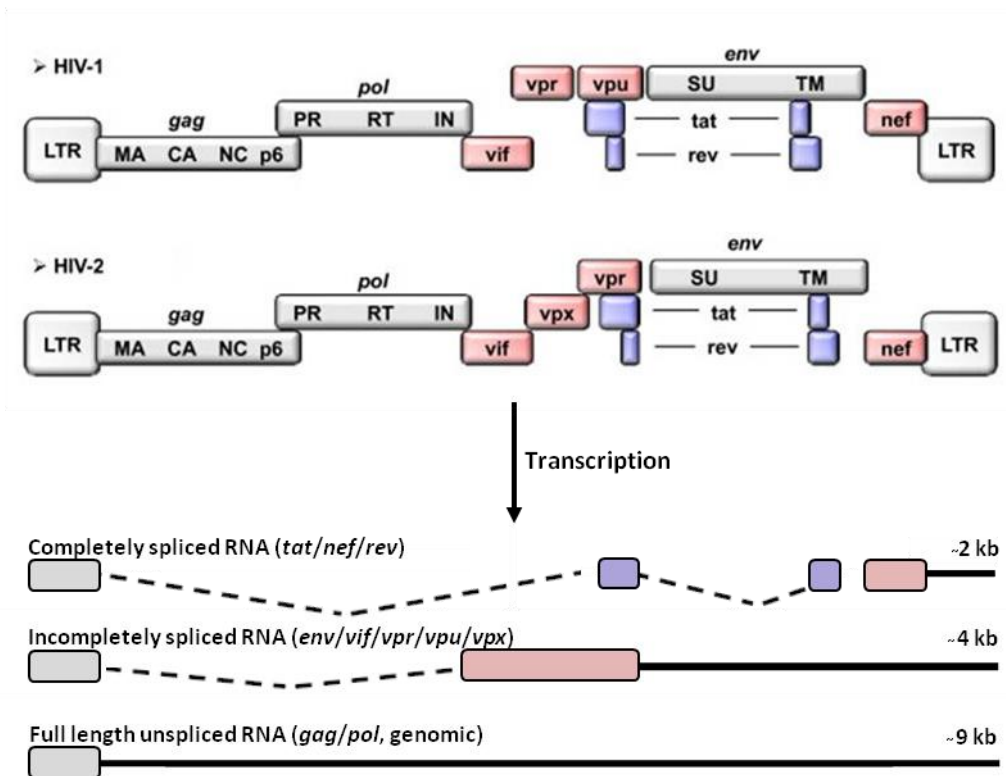 ➢ HIV-1
env
vpr vpu SU TM
pol
PR RT IN
tat
nef
gag
LTR MA CA NC p6
vif
rev
LTR
➢ HIV-2
env
vpr SU TM
pol
PR RT IN
vpx
tat
gag
LTR MA CA NC p6
vif
rev
nef LTR
Transcription
Completely spliced RNA (tat/nef/rev)
~2 kb
Incompletely spliced RNA (env/vif/vpr/vpu/vpx)
~4 kb
Full length unspliced RNA (gag/pol, genomic)
~9 kb